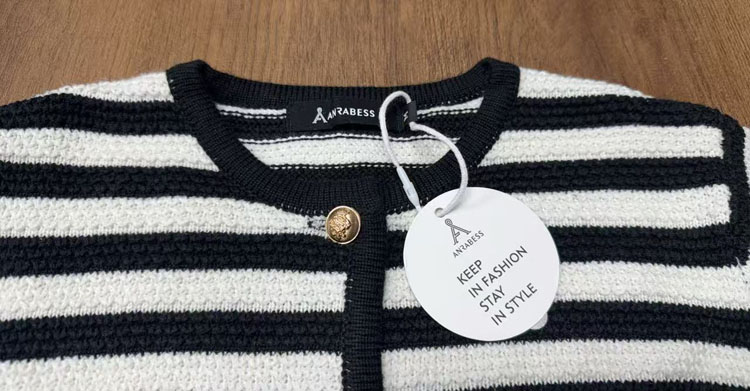 ANRABESS
ANRABESS
KEEP
IN FASHION
STAY
IN STYLE